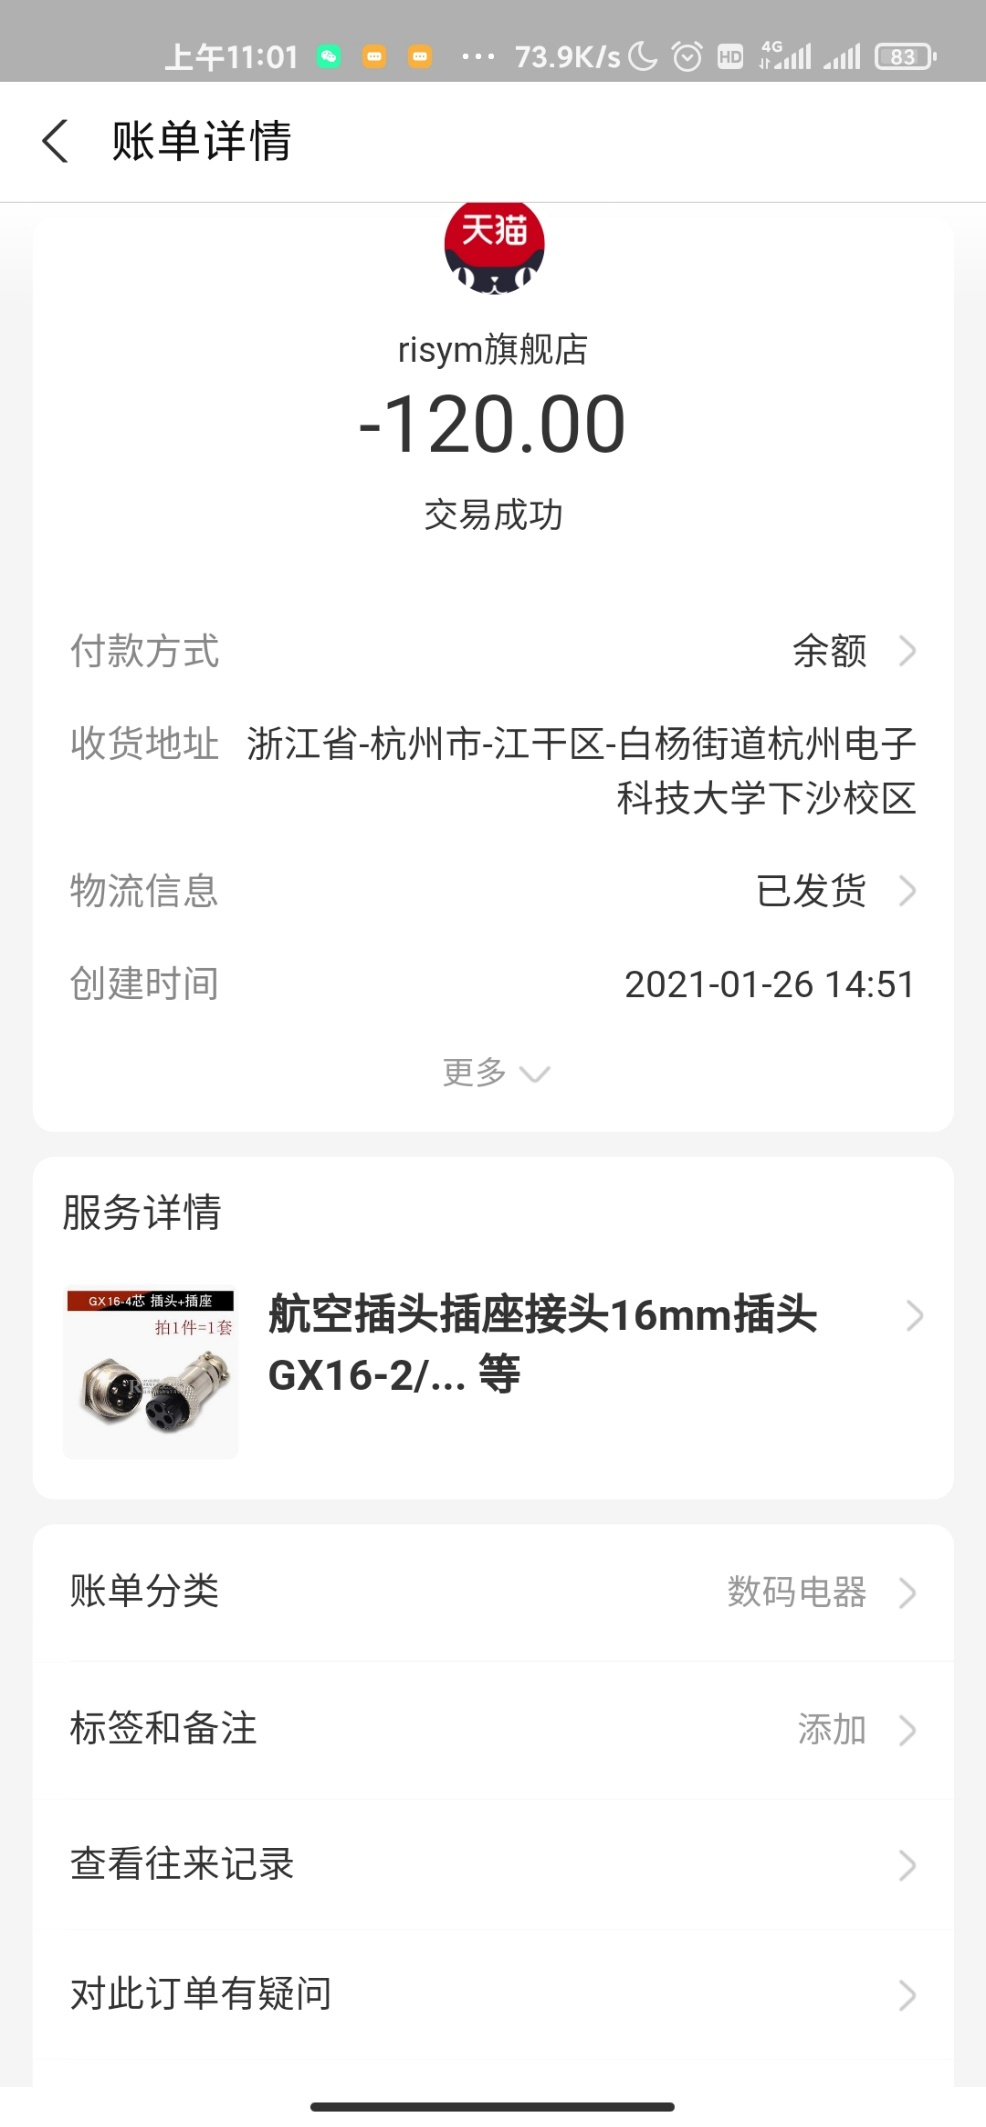 上午11:01 ··· 73.9K/s HD 4G 83
账单详情
天猫
risym旗舰店
-120.00
交易成功
付款方式 余额
收货地址 浙江省-杭州市-江干区-白杨街道杭州电子
科技大学下沙校区
物流信息 已发货
创建时间 2021-01-26 14:51
更多
服务详情
GX16-4芯 插头+插座
拍1件=1套
航空插头插座接头16mm插头
GX16-2/... 等
账单分类 数码电器
标签和备注 添加
查看往来记录
对此订单有疑问